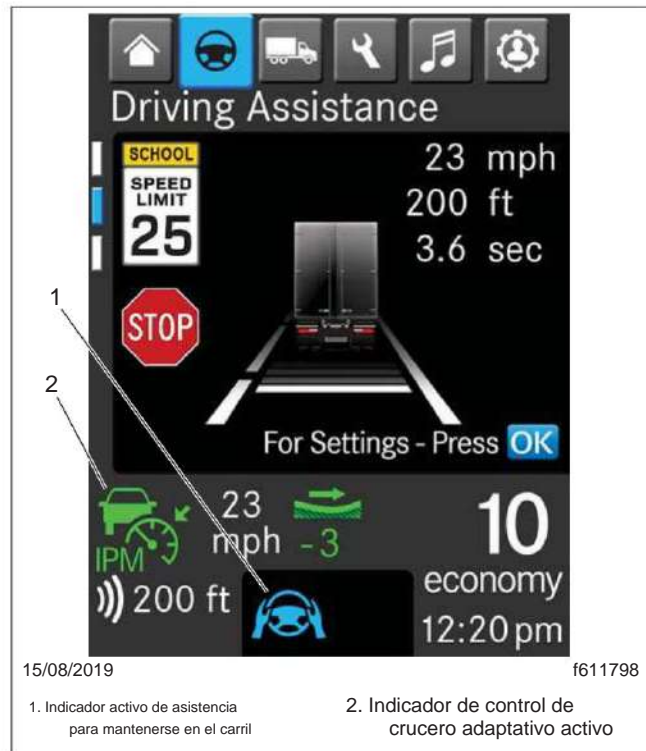 Driving Assistance
SCHOOL
SPEED
LIMIT
25
23 mph
200 ft
3.6 sec
STOP
1
2
For Settings - Press OK
IPM
23
mph
-3
10
economy
200 ft
12:20 pm
15/08/2019
f611798
1. Indicador activo de asistencia
para mantenerse en el carril
2. Indicador de control de
crucero adaptativo activo